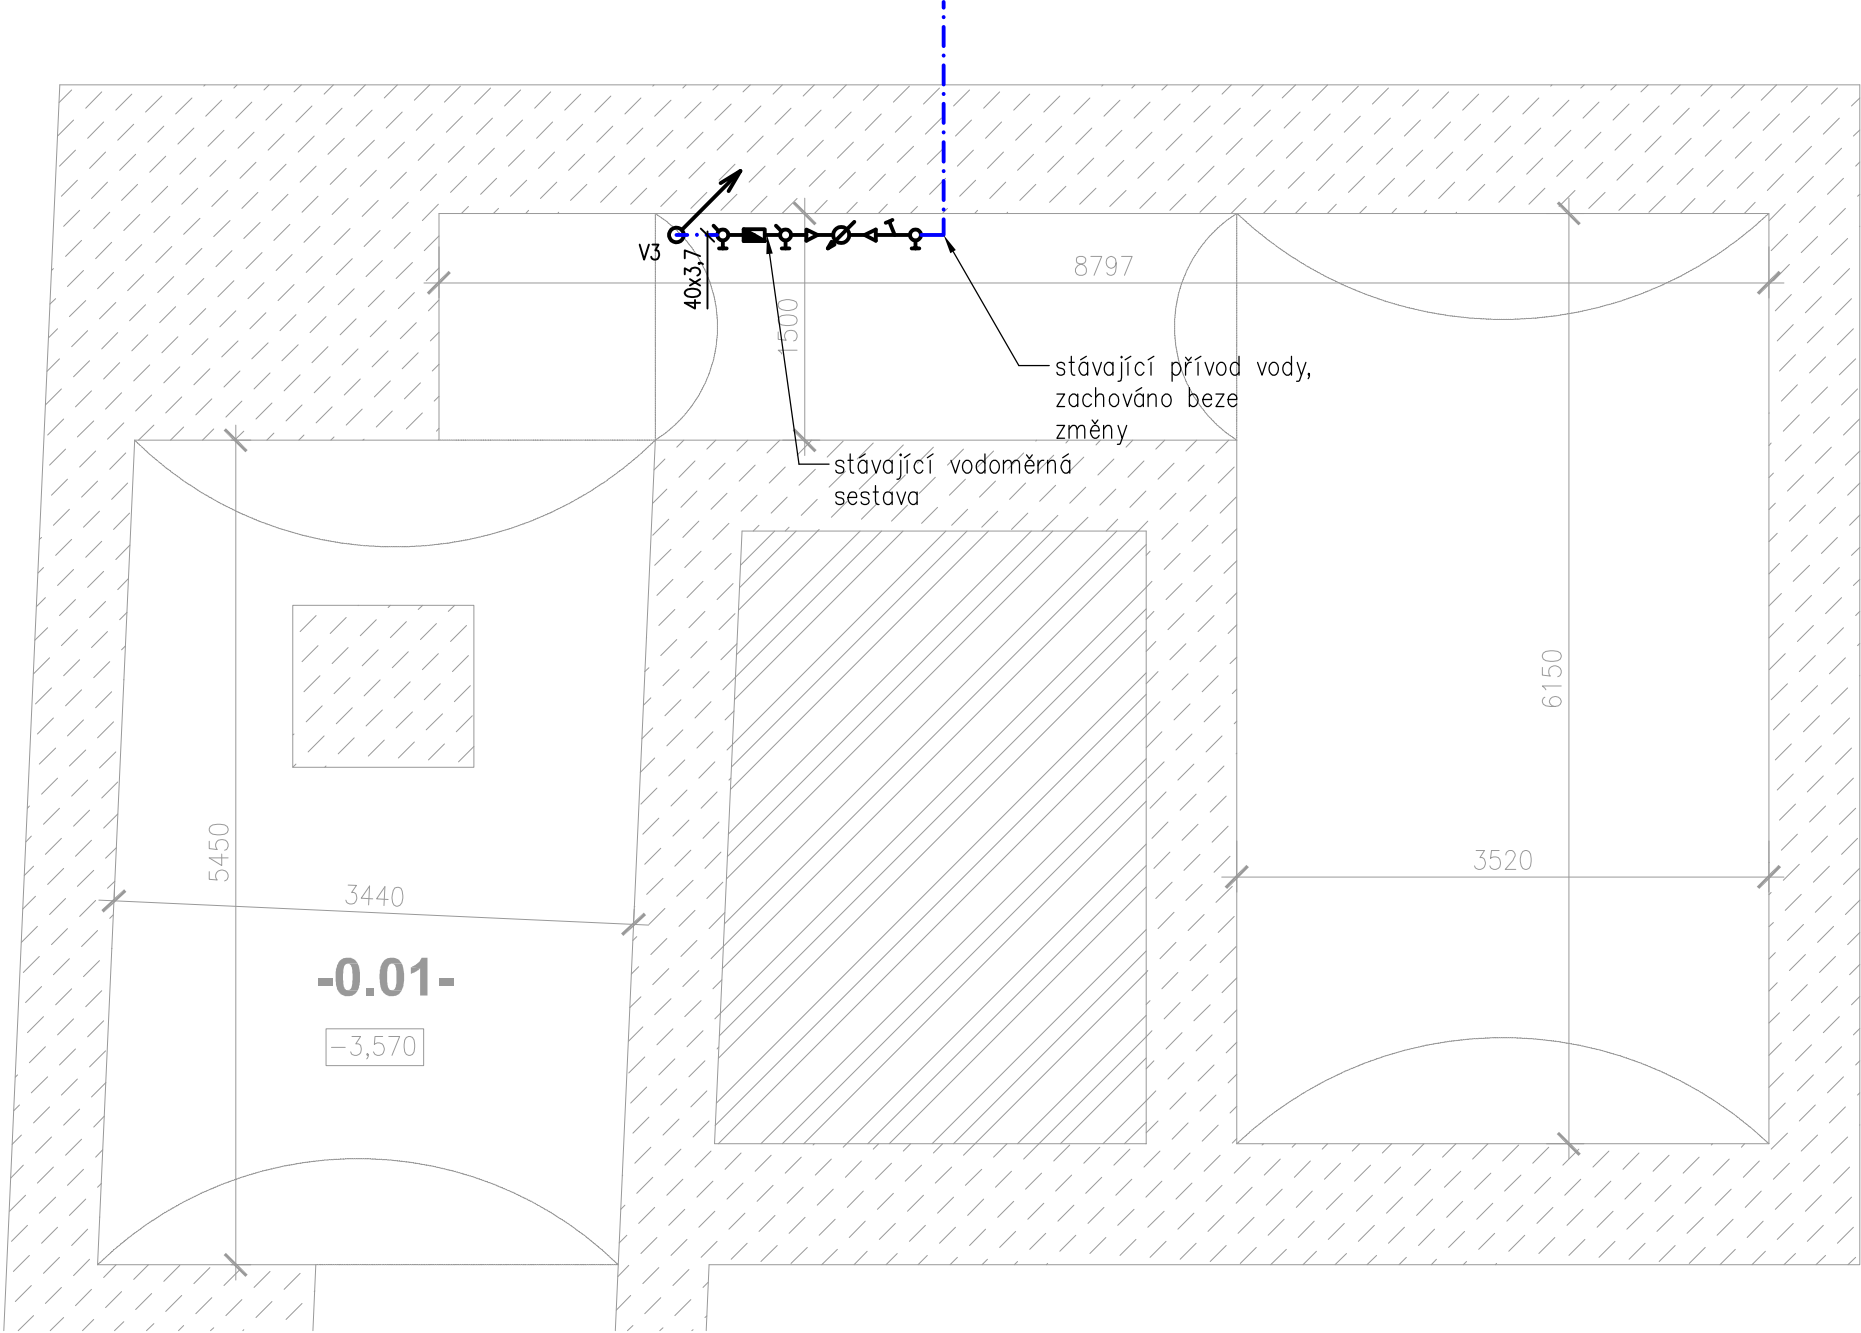 V3
40x3,7
8797
1500
stávající přívod vody,
zachováno beze
změny
stávající vodoměrná
sestava
6150
5450
3440
3520
-0.01-
-3,570